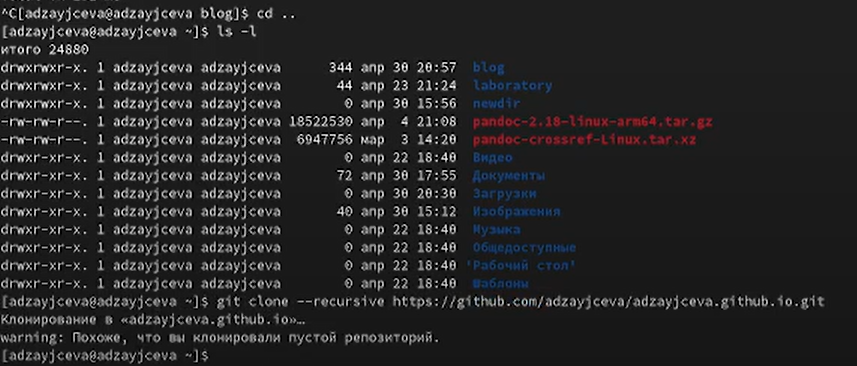 ^C[adzayjceva@adzayjceva blog]$ cd ..
[adzayjceva@adzayjceva ~]$ ls -l
итого 24880
drwxrwxr-x. 1 adzayjceva adzayjceva      344 апр 30 20:57  blog
drwxrwxr-x. 1 adzayjceva adzayjceva       44 апр 23 21:24  laboratory
drwxrwxr-x. 1 adzayjceva adzayjceva        0 апр 30 15:56  newdir
-rw-rw-r--. 1 adzayjceva adzayjceva 18522530 апр  4 21:08  pandoc-2.18-linux-arm64.tar.gz
-rw-rw-r--. 1 adzayjceva adzayjceva  6947756 мар  3 14:20  pandoc-crossref-Linux.tar.xz
drwxr-xr-x. 1 adzayjceva adzayjceva        0 апр 22 18:40  Видео
drwxr-xr-x. 1 adzayjceva adzayjceva       72 апр 30 17:55  Документы
drwxr-xr-x. 1 adzayjceva adzayjceva        0 апр 30 20:30  Загрузки
drwxr-xr-x. 1 adzayjceva adzayjceva       40 апр 30 15:12  Изображения
drwxr-xr-x. 1 adzayjceva adzayjceva        0 апр 22 18:40  Музыка
drwxr-xr-x. 1 adzayjceva adzayjceva        0 апр 22 18:40  Общедоступные
drwxr-xr-x. 1 adzayjceva adzayjceva        0 апр 22 18:40 'Рабочий стол'
drwxr-xr-x. 1 adzayjceva adzayjceva        0 апр 22 18:40  Шаблоны
[adzayjceva@adzayjceva ~]$ git clone --recursive https://github.com/adzayjceva/adzayjceva.github.io.git
Клонирование в «adzayjceva.github.io»…
warning: Похоже, что вы клонировали пустой репозиторий.
[adzayjceva@adzayjceva ~]$